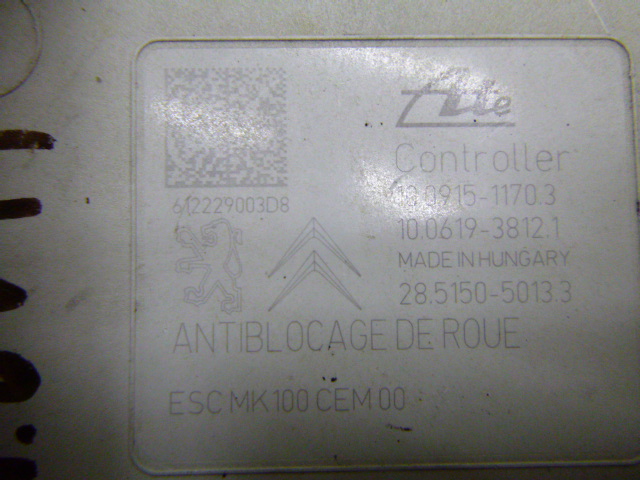 Ate
Controller
10.0915-1170.3
612229003D8
10.0619-3812.1
MADE IN HUNGARY
28.5150-5013.3
ANTIBLOCAGE DE ROUE
ESC MK100 CEM 00